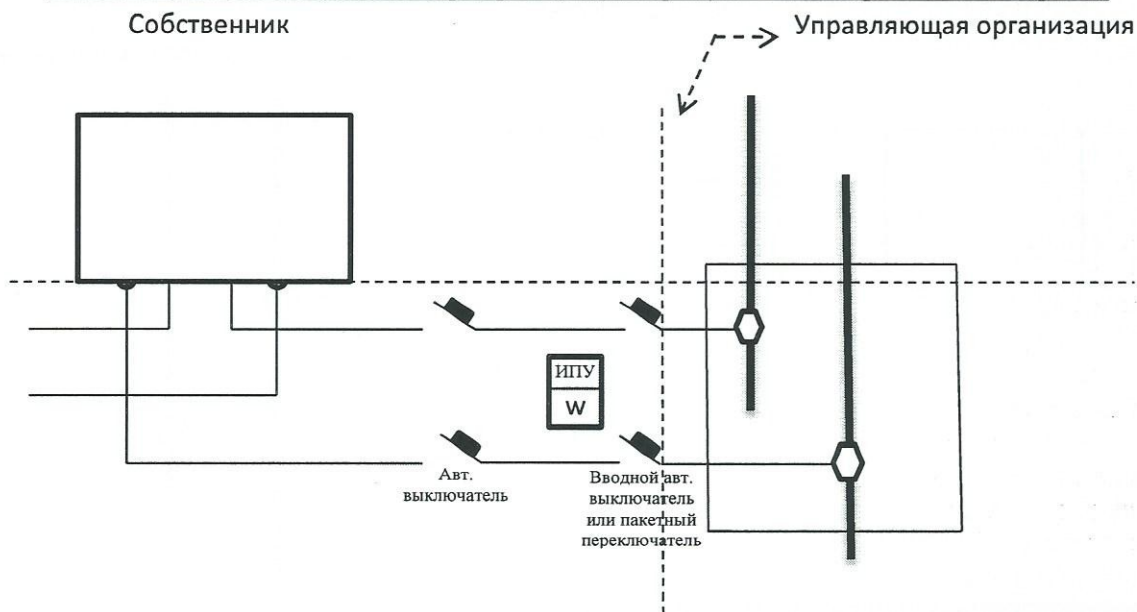 Собственник
Управляющая организация
ИПУ
W
Авт.
выключатель
Вводной авт.
выключатель
или пакетный
переключатель